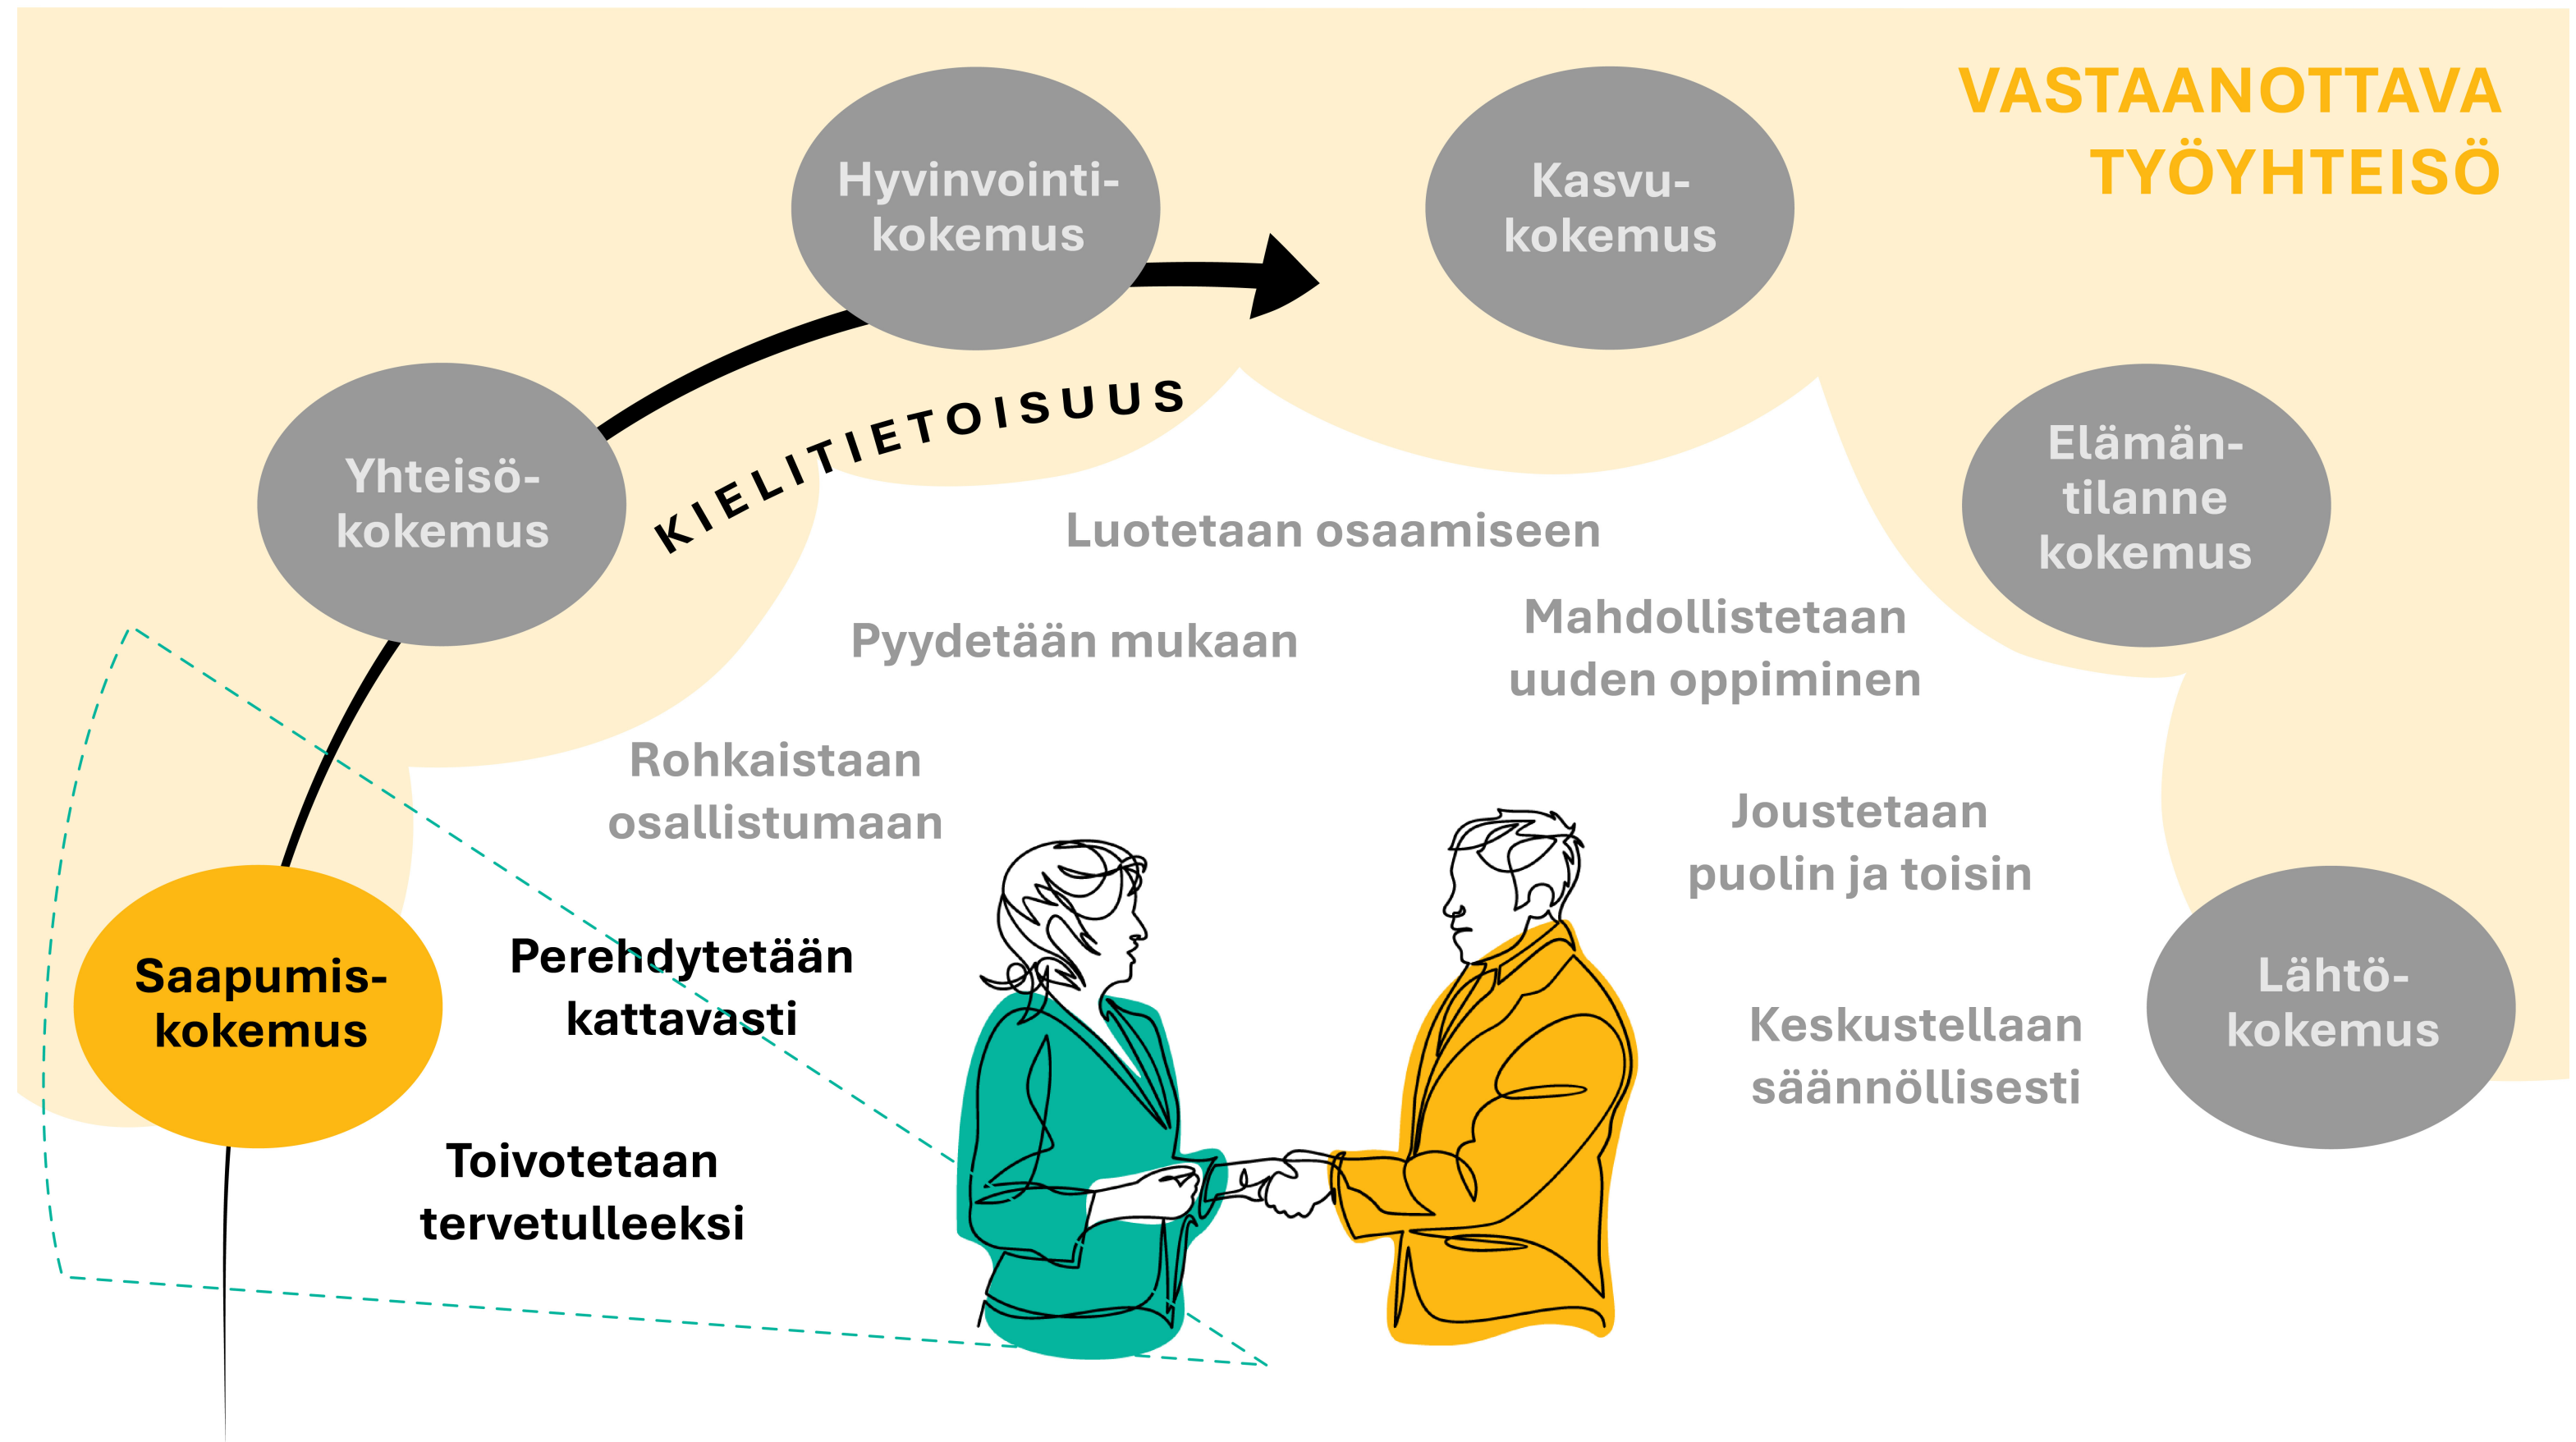 VASTAANOTTAVA
TYÖYHTEISÖ
Hyvinvointi-
kokemus
Kasvu-
kokemus
Yhteisö-
kokemus
KIELITIETOISUUS
Elämän-
tilanne
kokemus
Luotetaan osaamiseen
Pyydetään mukaan
Mahdollistetaan
uuden oppiminen
Rohkaistaan
osallistumaan
Joustetaan
puolin ja toisin
Saapumis-
kokemus
Perehdytetään
kattavasti
Keskustellaan
säännöllisesti
Lähtö-
kokemus
Toivotetaan
tervetulleeksi